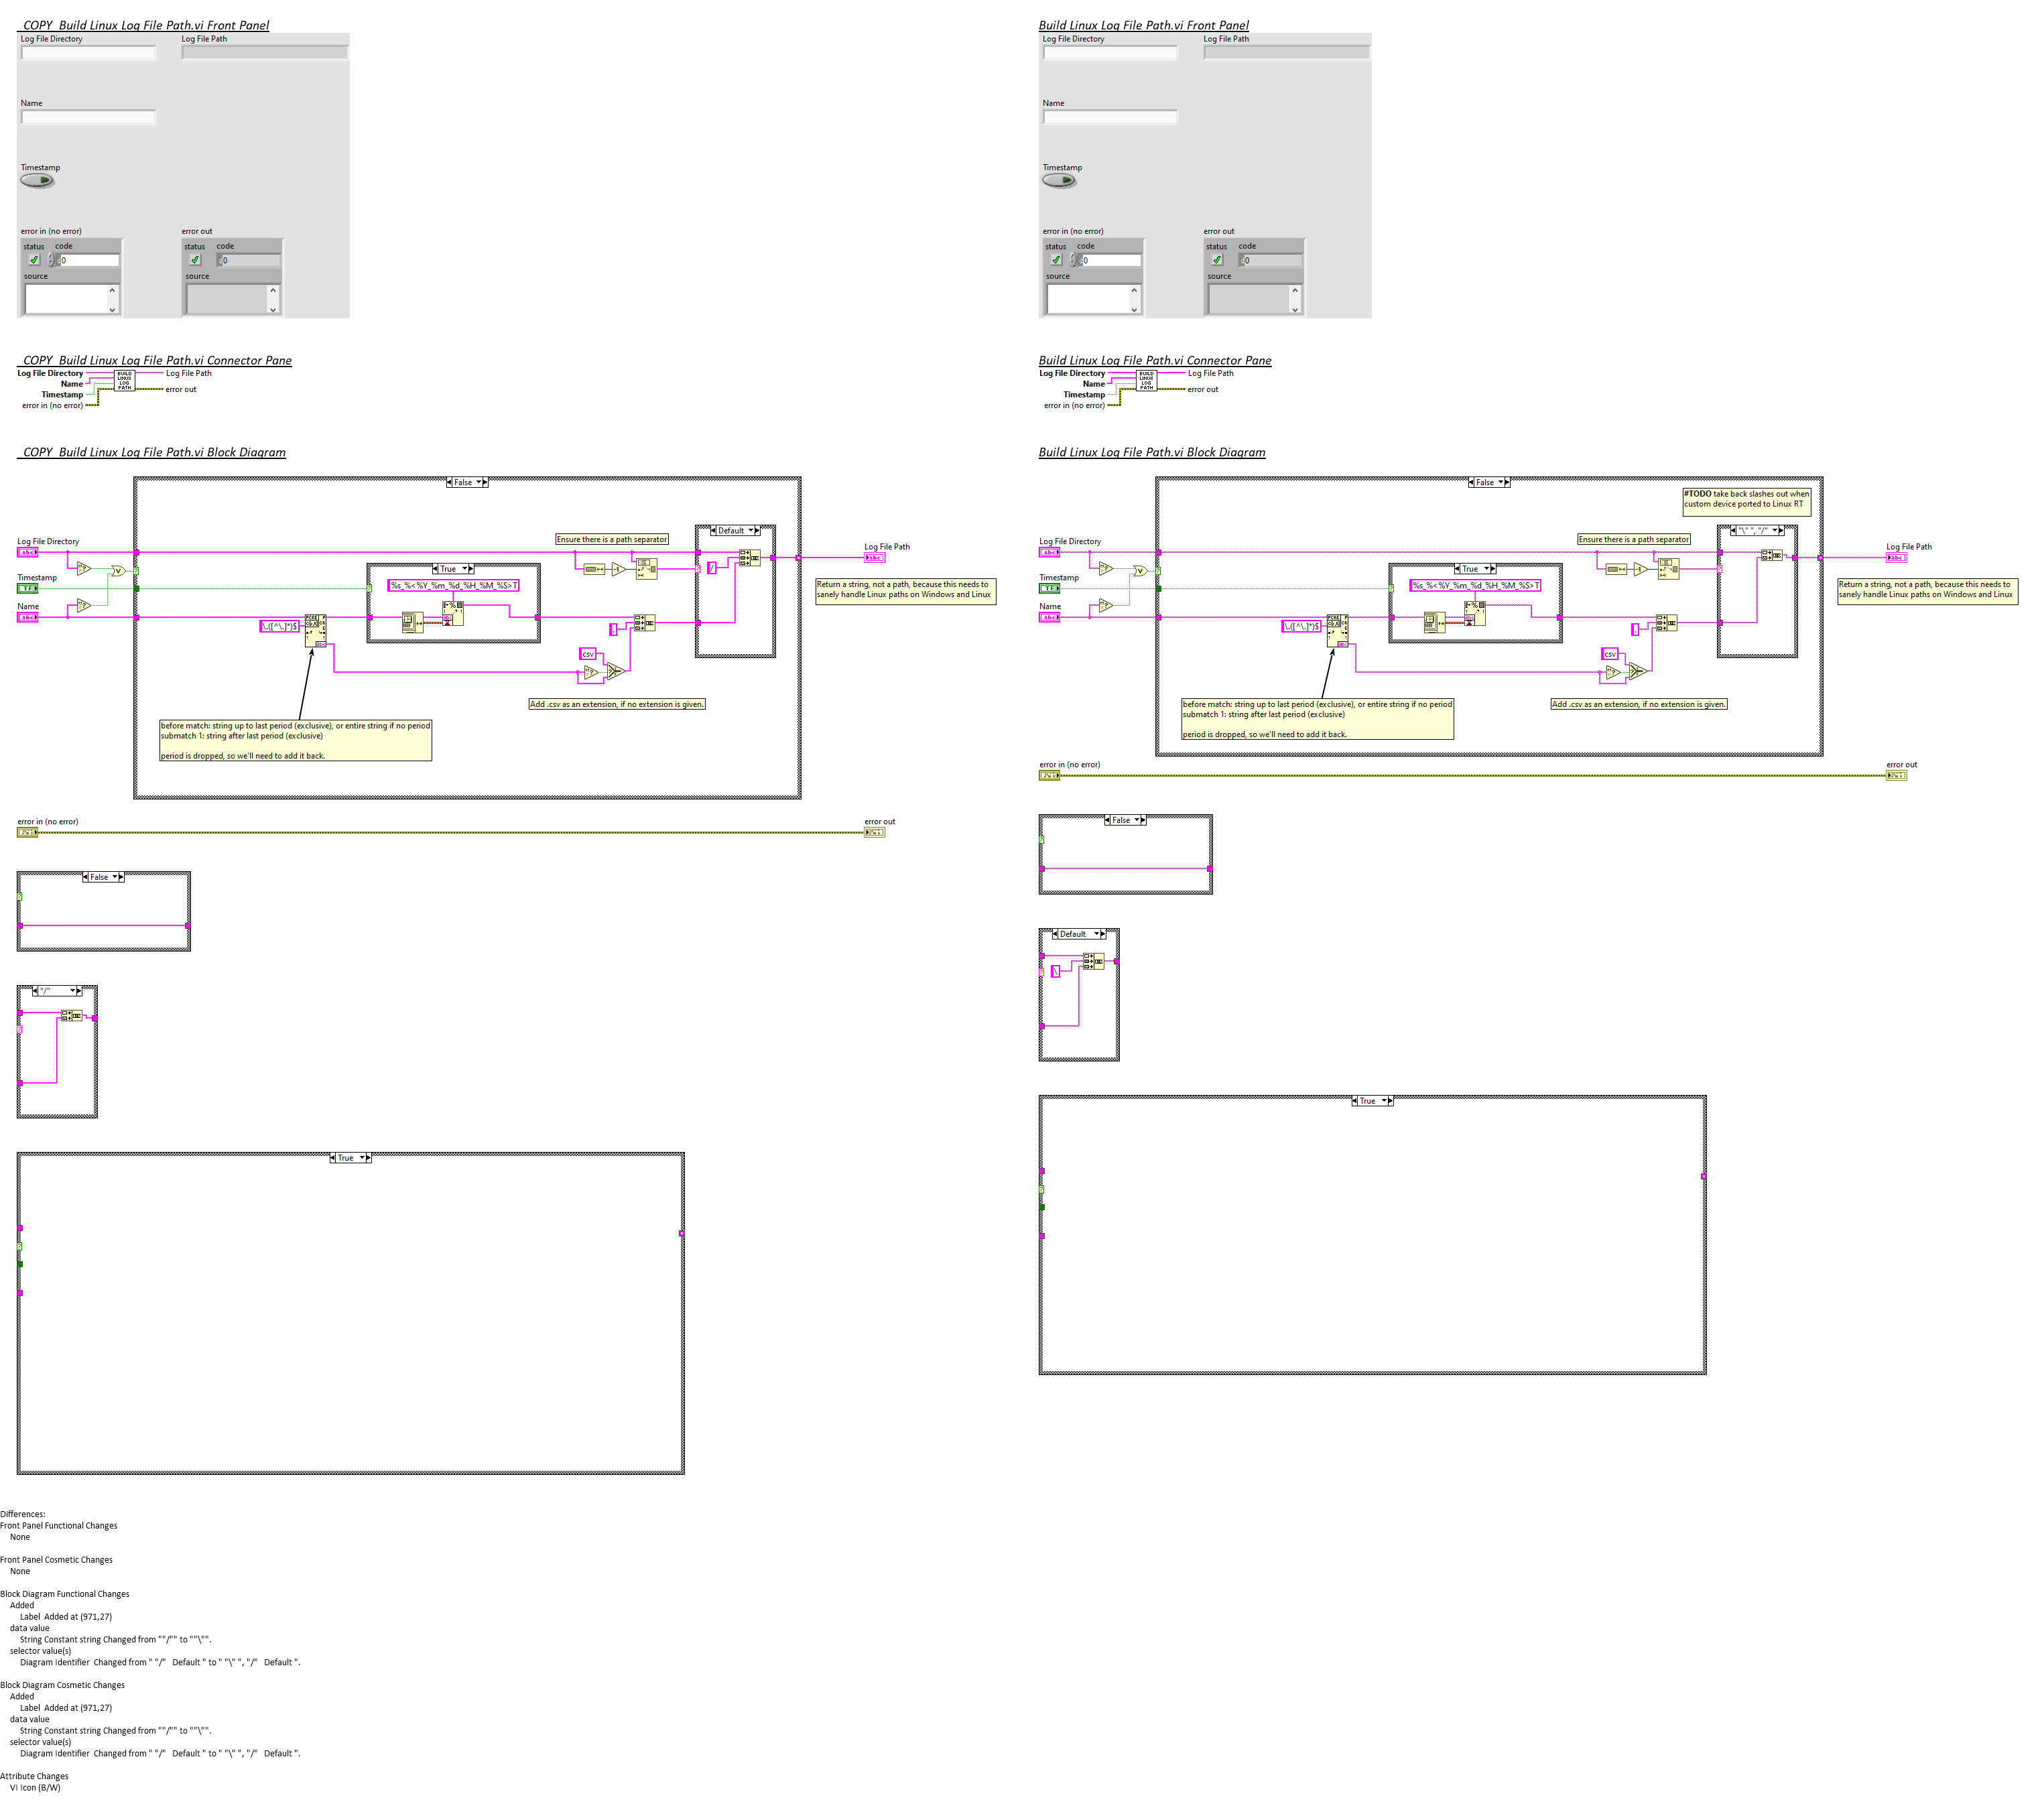 _COPY_Build Linux Log File Path.vi Front Panel
Log File Directory
Log File Path
Name
Timestamp
error in (no error)
error out
status
code
0
source
status
code
0
source
_COPY_Build Linux Log File Path.vi Connector Pane
Log File Directory
Name
Timestamp
error in (no error)
BUILD
LINUX
LOG
PATH
Log File Path
error out
_COPY_Build Linux Log File Path.vi Block Diagram
False
Default
Ensure there is a path separator
Log File Directory
abc
Log File Path
abc
/
True
%s_%<%Y_%m_%d_%H_%M_%S>T
Timestamp
TF
Return a string, not a path, because this needs to
sanely handle Linux paths on Windows and Linux
Name
abc
\.([^\.]*)$
.
csv
Add .csv as an extension, if no extension is given.
before match: string up to last period (exclusive), or entire string if no period
submatch 1: string after last period (exclusive)
period is dropped, so we'll need to add it back.
error in (no error)
error out
False
"/"
True
Build Linux Log File Path.vi Front Panel
Log File Directory
Log File Path
Name
Timestamp
error in (no error)
error out
status
code
0
source
status
code
0
source
Build Linux Log File Path.vi Connector Pane
Log File Directory
Name
Timestamp
error in (no error)
BUILD
LINUX
LOG
PATH
Log File Path
error out
Build Linux Log File Path.vi Block Diagram
False
#TODO take back slashes out when
custom device ported to Linux RT
"\" ", "/"
Ensure there is a path separator
Log File Directory
abc
Log File Path
abc
True
%s_%<%Y_%m_%d_%H_%M_%S>T
Timestamp
TF
Return a string, not a path, because this needs to
sanely handle Linux paths on Windows and Linux
Name
abc
\.([^\.]*)$
.
csv
Add .csv as an extension, if no extension is given.
before match: string up to last period (exclusive), or entire string if no period
submatch 1: string after last period (exclusive)
period is dropped, so we'll need to add it back.
error in (no error)
error out
False
Default
\
True
Differences:
Front Panel Functional Changes
None
Front Panel Cosmetic Changes
None
Block Diagram Functional Changes
Added
Label  Added at (971,27)
data value
String Constant string Changed from ""/"" to ""\"".
selector value(s)
Diagram Identifier  Changed from " "/"   Default " to " "\" ", "/"   Default ".
Block Diagram Cosmetic Changes
Added
Label  Added at (971,27)
data value
String Constant string Changed from ""/"" to ""\"".
selector value(s)
Diagram Identifier  Changed from " "/"   Default " to " "\" ", "/"   Default ".
Attribute Changes
VI Icon (B/W)